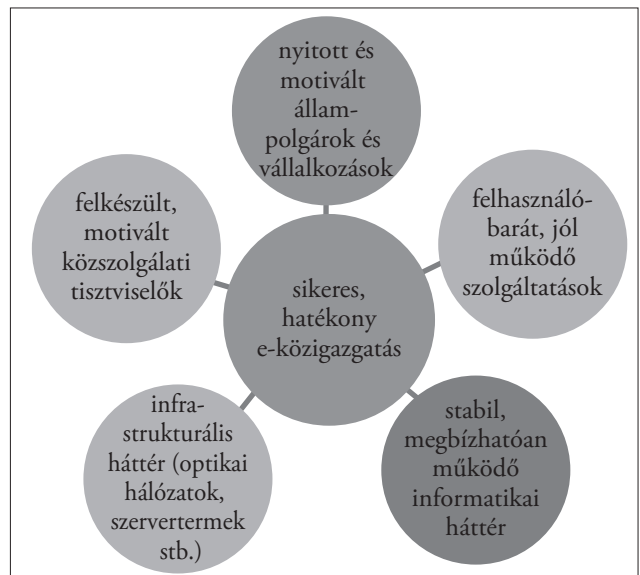 nyitott és
motivált
állam-
polgárok és
vállalkozások
felkészült,
motivált
közszolgálati
tisztviselők
felhasználó-
barát, jól
működő
szolgáltatások
sikeres,
hatékony
e-közigazgatás
infra-
strukturális
háttér (optikai
hálózatok,
szervertermek
stb.)
stabil,
megbízhatóan
működő
informatikai
háttér